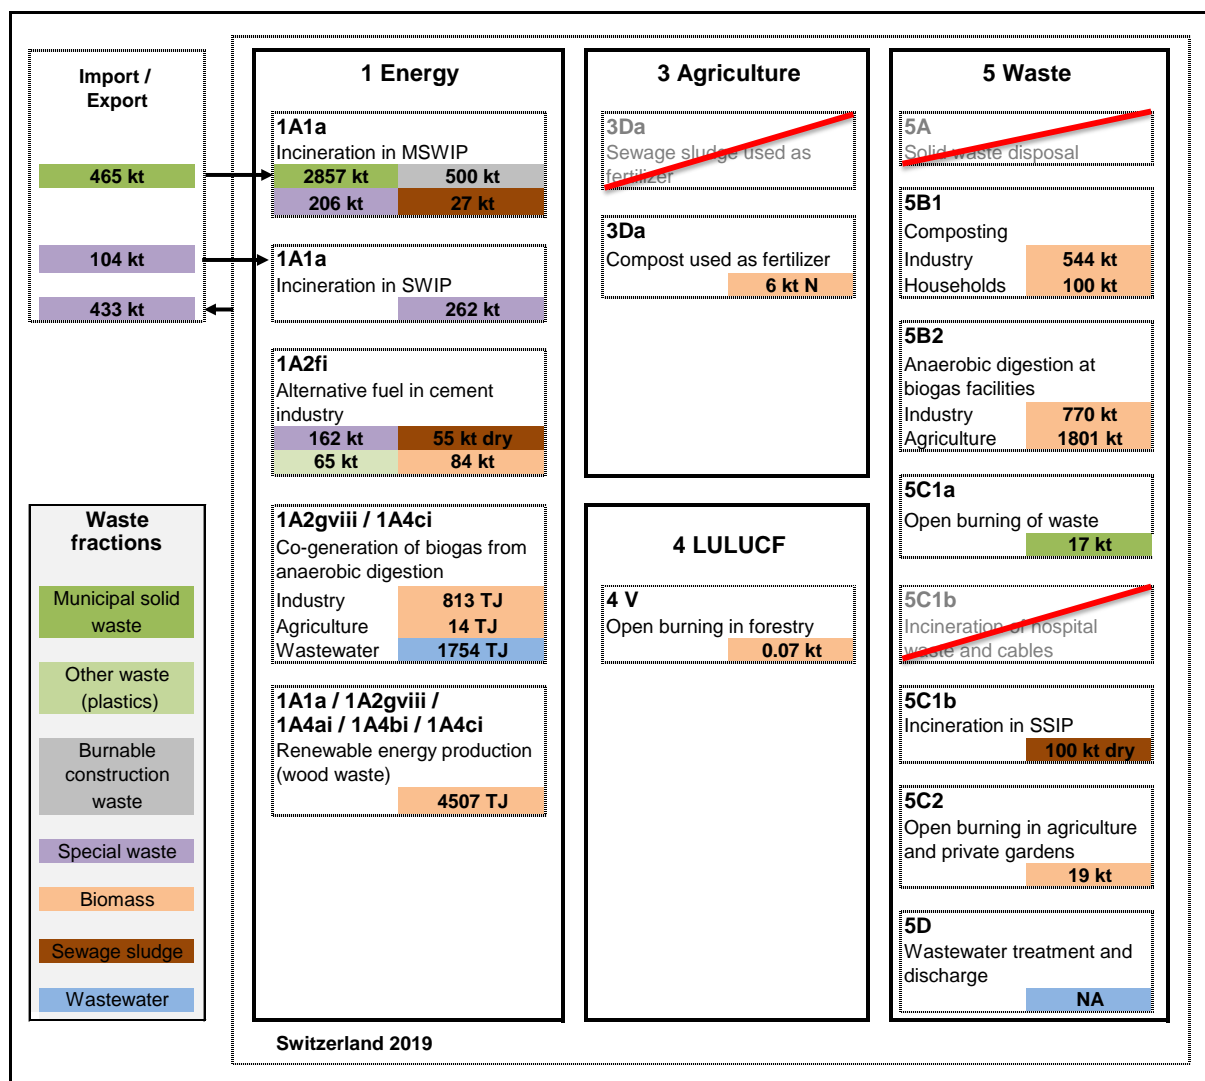 Import /
Export
465 kt
104 kt
433 kt
Waste
fractions
Municipal solid
waste
Other waste
(plastics)
Burnable
construction
waste
Special waste
Biomass
Sewage sludge
Wastewater
1 Energy
1A1a
Incineration in MSWIP
2857 kt 500 kt
206 kt 27 kt
1A1a
Incineration in SWIP
262 kt
1A2fi
Alternative fuel in cement
industry
162 kt 55 kt dry
65 kt 84 kt
1A2gviii / 1A4ci
Co-generation of biogas from
anaerobic digestion
Industry 813 TJ
Agriculture 14 TJ
Wastewater 1754 TJ
1A1a / 1A2gviii /
1A4ai / 1A4bi / 1A4ci
Renewable energy production
(wood waste)
4507 TJ
3 Agriculture
3Da
Sewage sludge used as
fertilizer
3Da
Compost used as fertilizer
6 kt N
4 LULUCF
4 V
Open burning in forestry
0.07 kt
5 Waste
5A
Solid waste disposal
5B1
Composting
Industry 544 kt
Households 100 kt
5B2
Anaerobic digestion at
biogas facilities
Industry 770 kt
Agriculture 1801 kt
5C1a
Open burning of waste
17 kt
5C1b
Incineration of hospital
waste and cables
5C1b
Incineration in SSIP
100 kt dry
5C2
Open burning in agriculture
and private gardens
19 kt
5D
Wastewater treatment and
discharge
NA
Switzerland 2019